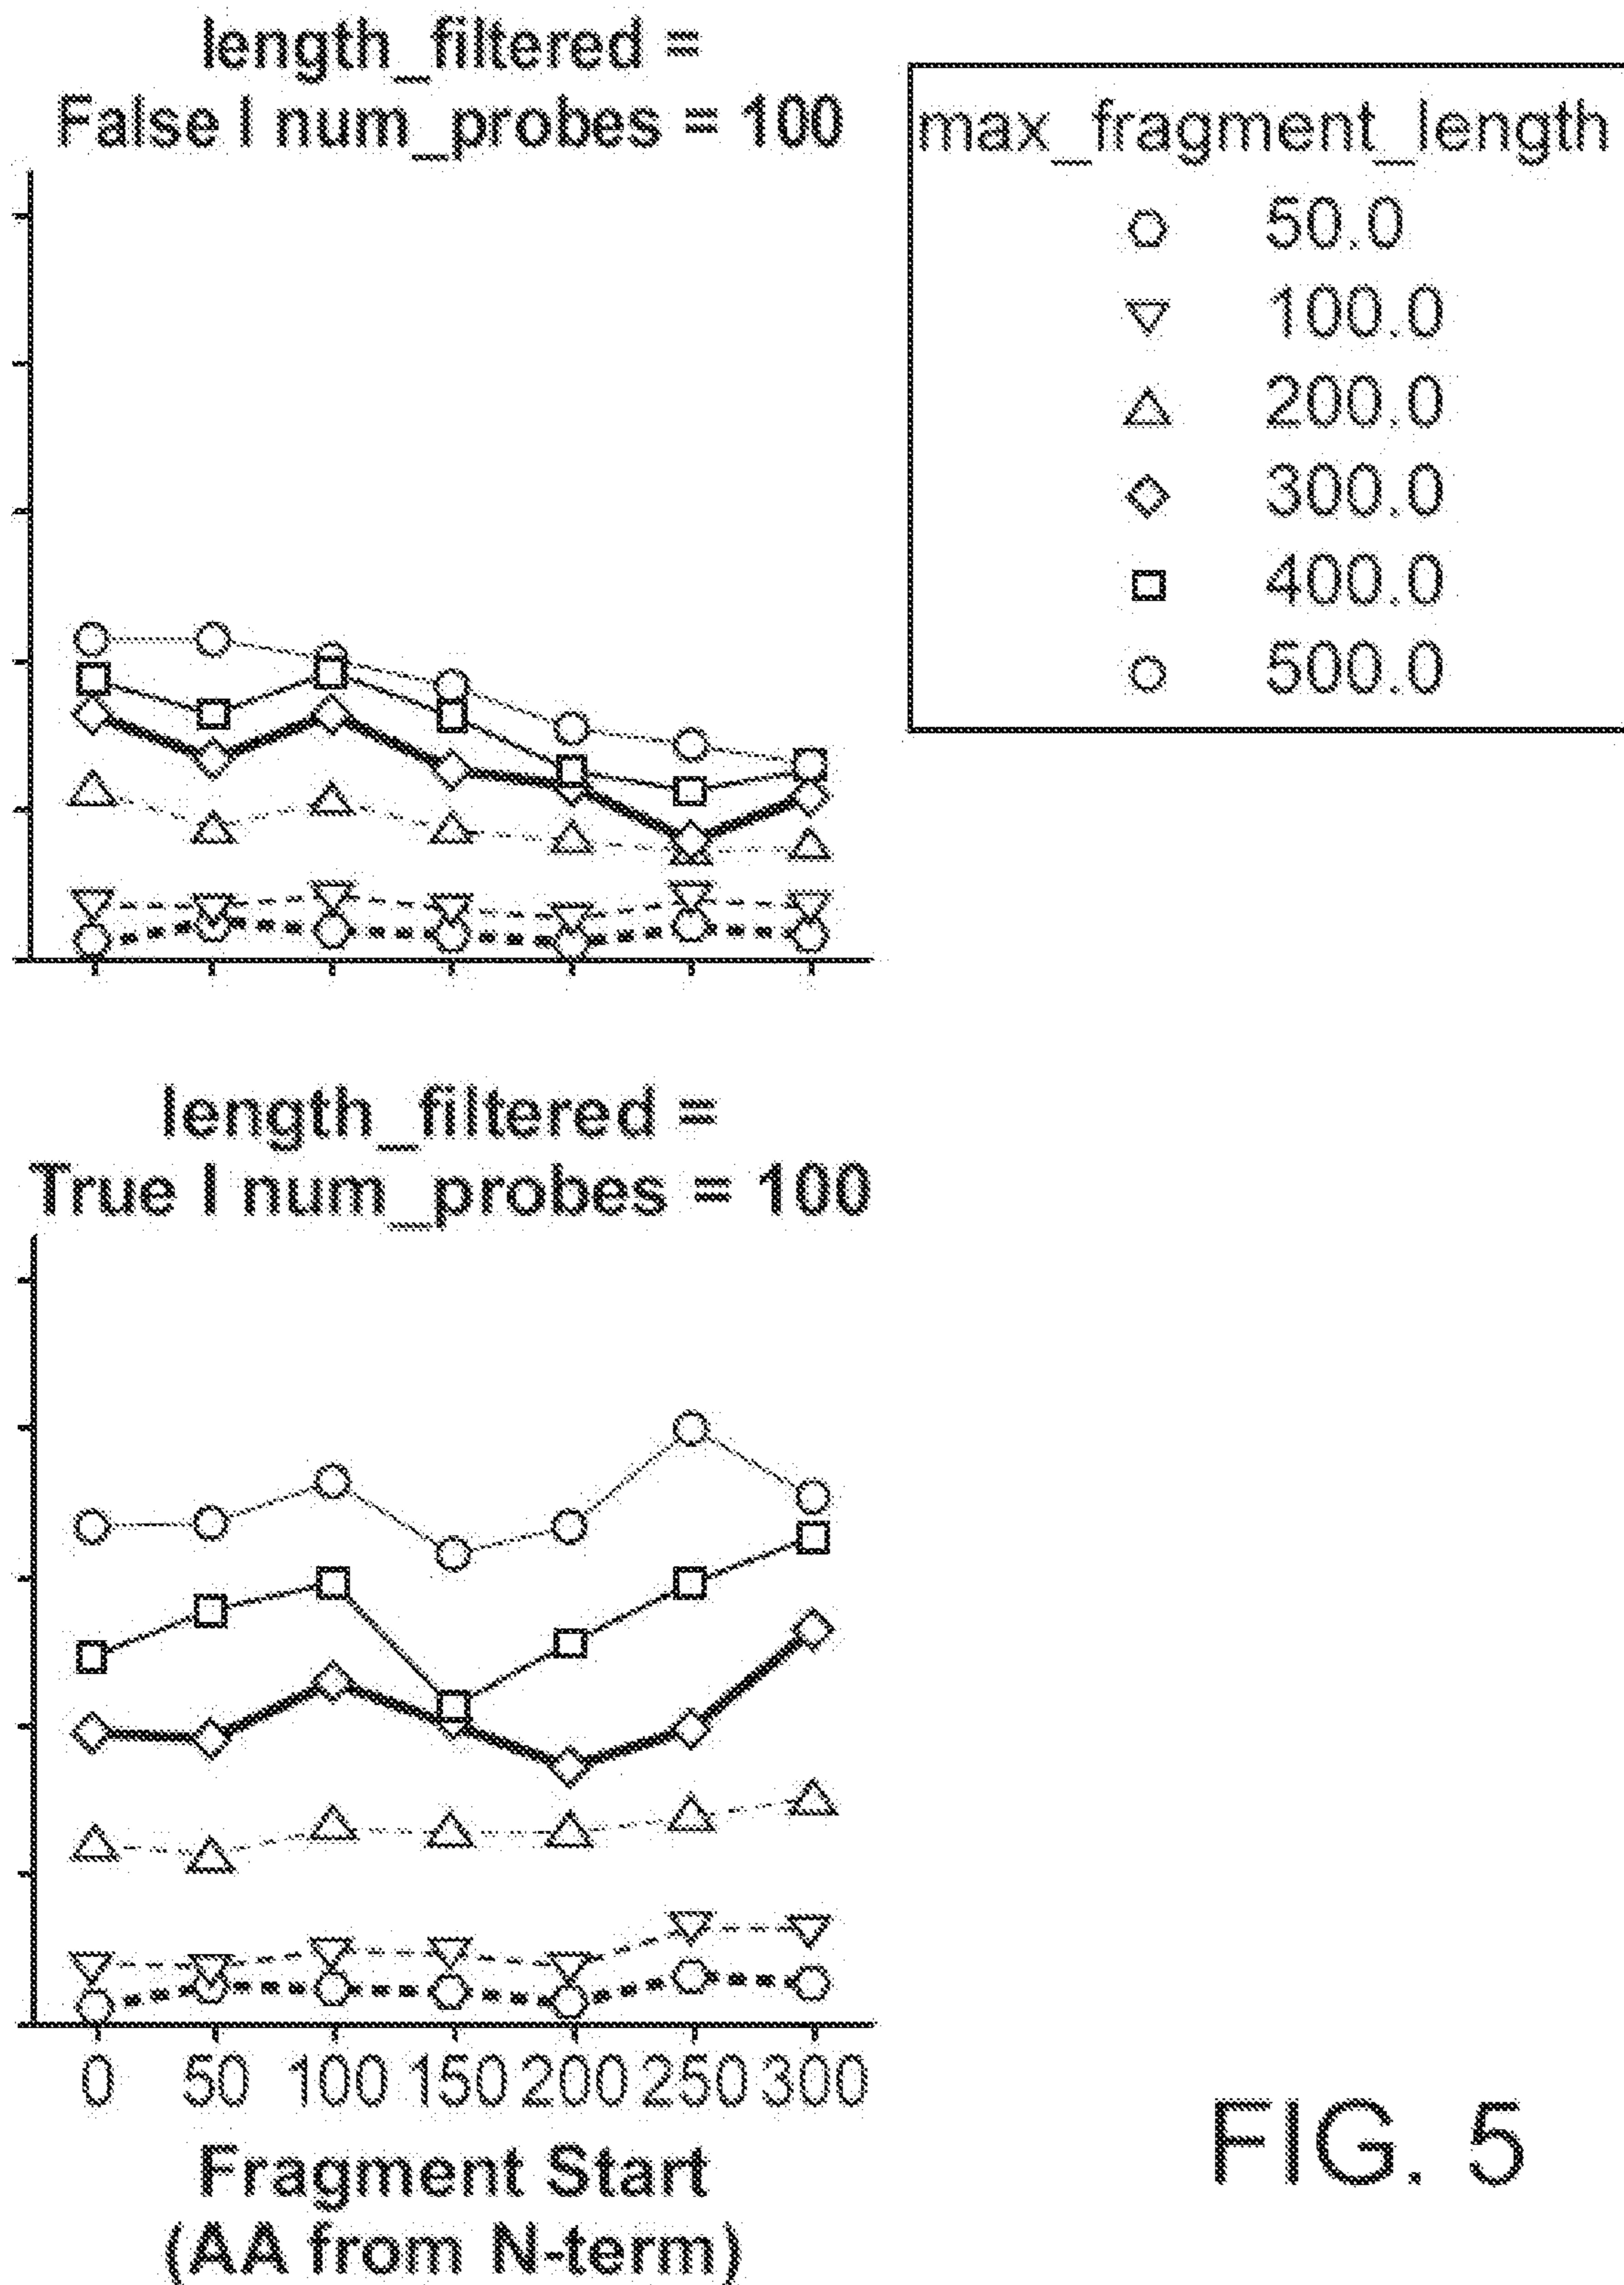 length_filtered =
False | num_probes = 100
max_fragment_length
50.0
100.0
200.0
300.0
400.0
500.0
length_filtered =
True | num_probes = 100
0 50 100 150 200 250 300
Fragment Start
(AA from N-term)
FIG. 5